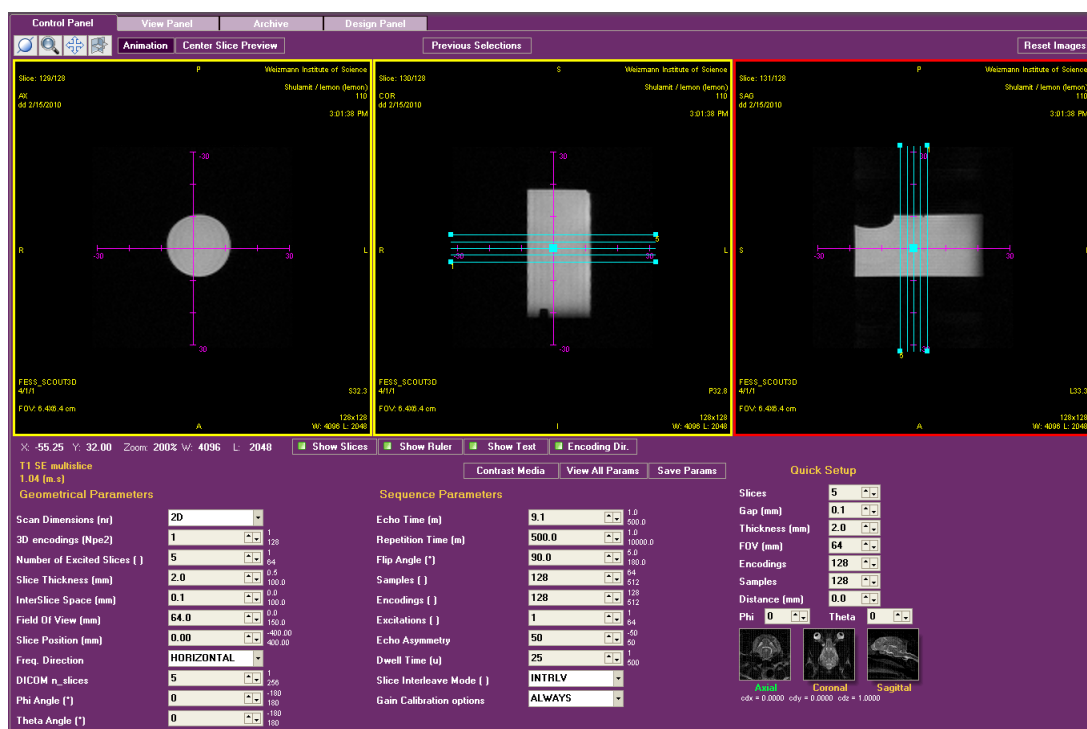 Control Panel
View Panel
Archive
Design Panel
Animation
Center Slice Preview
Previous Selections
Reset Images
P
Weizmann Institute of Science
Slice: 129/128
Shulamit / lemon (lemon)
AX
110
dd 2/15/2010
3:01:38 PM
-30
R
-30
30
L
30
FESS_SCOUT3D
4/1/1
S32.3
FOV: 6.4X6.4 cm
128x128
A
W: 4096 L: 2048
S
Weizmann Institute of Science
Slice: 130/128
Shulamit / lemon (lemon)
COR
110
dd 2/15/2010
3:01:38 PM
-30
5
R
-30
30
L
1
-30
FESS_SCOUT3D
4/1/1
P32.8
FOV: 6.4X6.4 cm
128x128
I
W: 4096 L: 2048
P
Weizmann Institute of Science
Slice: 131/128
Shulamit / lemon (lemon)
SAG
110
dd 2/15/2010
3:01:38 PM
30
1
S
-30
30
30
5
FESS_SCOUT3D
4/1/1
L33.3
FOV: 6.4X6.4 cm
128x128
A
W: 4096 L: 2048
X: -55.25 Y: 32.00 Zoom: 200% W: 4096 L: 2048
Show Slices
Show Ruler
Show Text
Encoding Dir.
T1 SE multislice
1.04 (m.s)
Contrast Media
View All Params
Save Params
Geometrical Parameters
Scan Dimensions (nr) 2D
3D encodings (Npe2) 1 1 128
Number of Excited Slices ( ) 5 1 64
Slice Thickness (mm) 2.0 0.5 100.0
InterSlice Space (mm) 0.1 0.0 100.0
Field Of View (mm) 64.0 0.0 150.0
Slice Position (mm) 0.00 -400.00 400.00
Freq. Direction HORIZONTAL
DICOM n_slices 5 1 256
Phi Angle (°) 0 -180 180
Theta Angle (°) 0 -180 180
Sequence Parameters
Echo Time (m) 9.1 1.0 500.0
Repetition Time (m) 500.0 1.0 10000.0
Flip Angle (°) 90.0 5.0 180.0
Samples ( ) 128 64 512
Encodings ( ) 128 128 512
Excitations ( ) 1 1 64
Echo Asymmetry 50 -50 50
Dwell Time (u) 25 1 500
Slice Interleave Mode ( ) INTRLV
Gain Calibration options ALWAYS
Quick Setup
Slices 5
Gap (mm) 0.1
Thickness (mm) 2.0
FOV (mm) 64
Encodings 128
Samples 128
Distance (mm) 0.0
Phi 0 Theta 0
Axial Coronal Sagittal
cdx = 0.0000 cdy = 0.0000 cdz = 1.0000